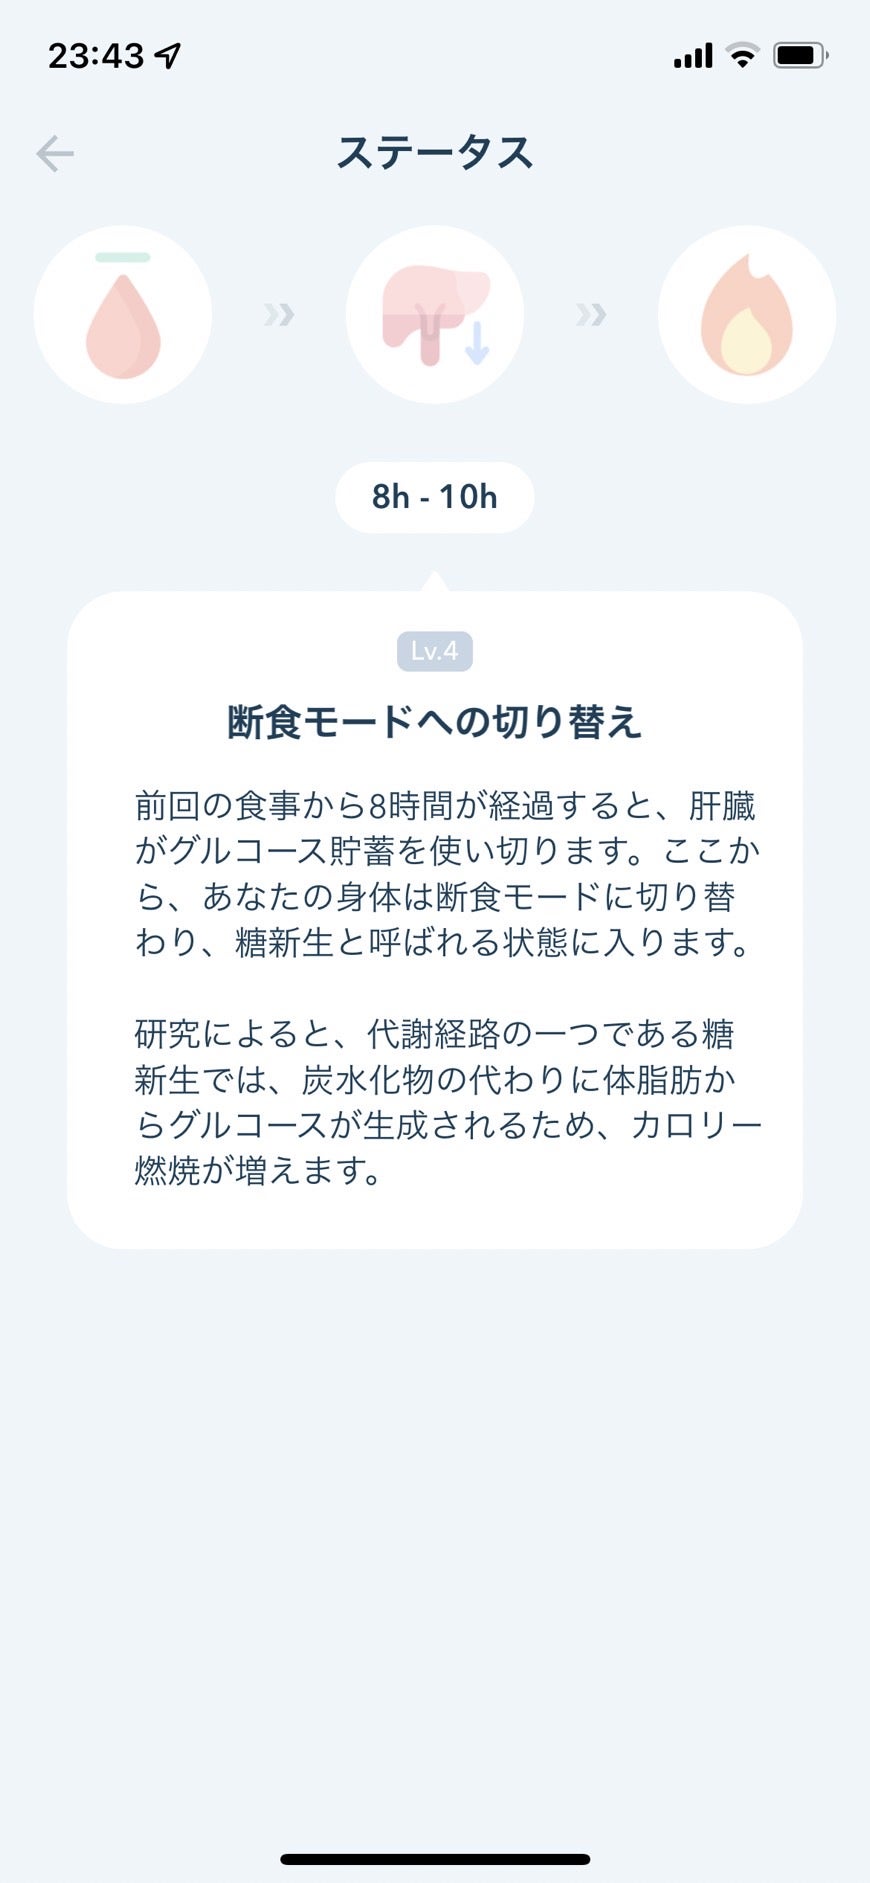 23:43
ステータス
8h - 10h
Lv.4
断食モードへの切り替え
前回の食事から8時間が経過すると、肝臓
がグルコース貯蓄を使い切ります。ここか
ら、あなたの身体は断食モードに切り替
わり、糖新生と呼ばれる状態に入ります。
研究によると、代謝経路の一つである糖
新生では、炭水化物の代わりに体脂肪か
らグルコースが生成されるため、カロリー
燃焼が増えます。